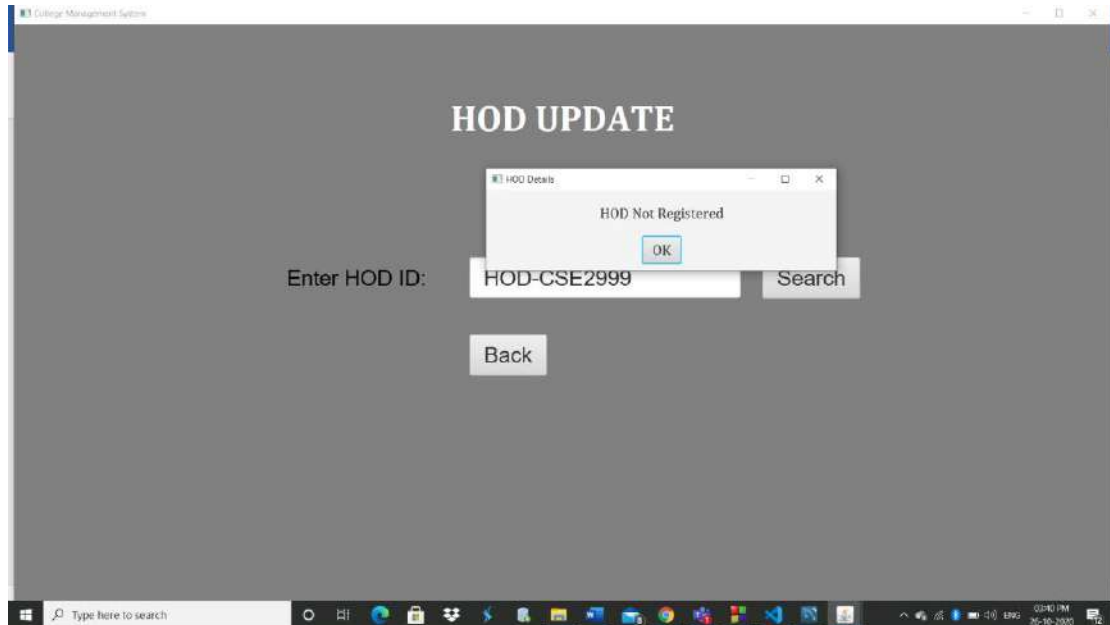 College Management System
HOD UPDATE
HOD Details
HOD Not Registered
OK
Enter HOD ID:
HOD-CSE2999
Search
Back
Type here to search
ENG
03:40 PM
26-10-2020